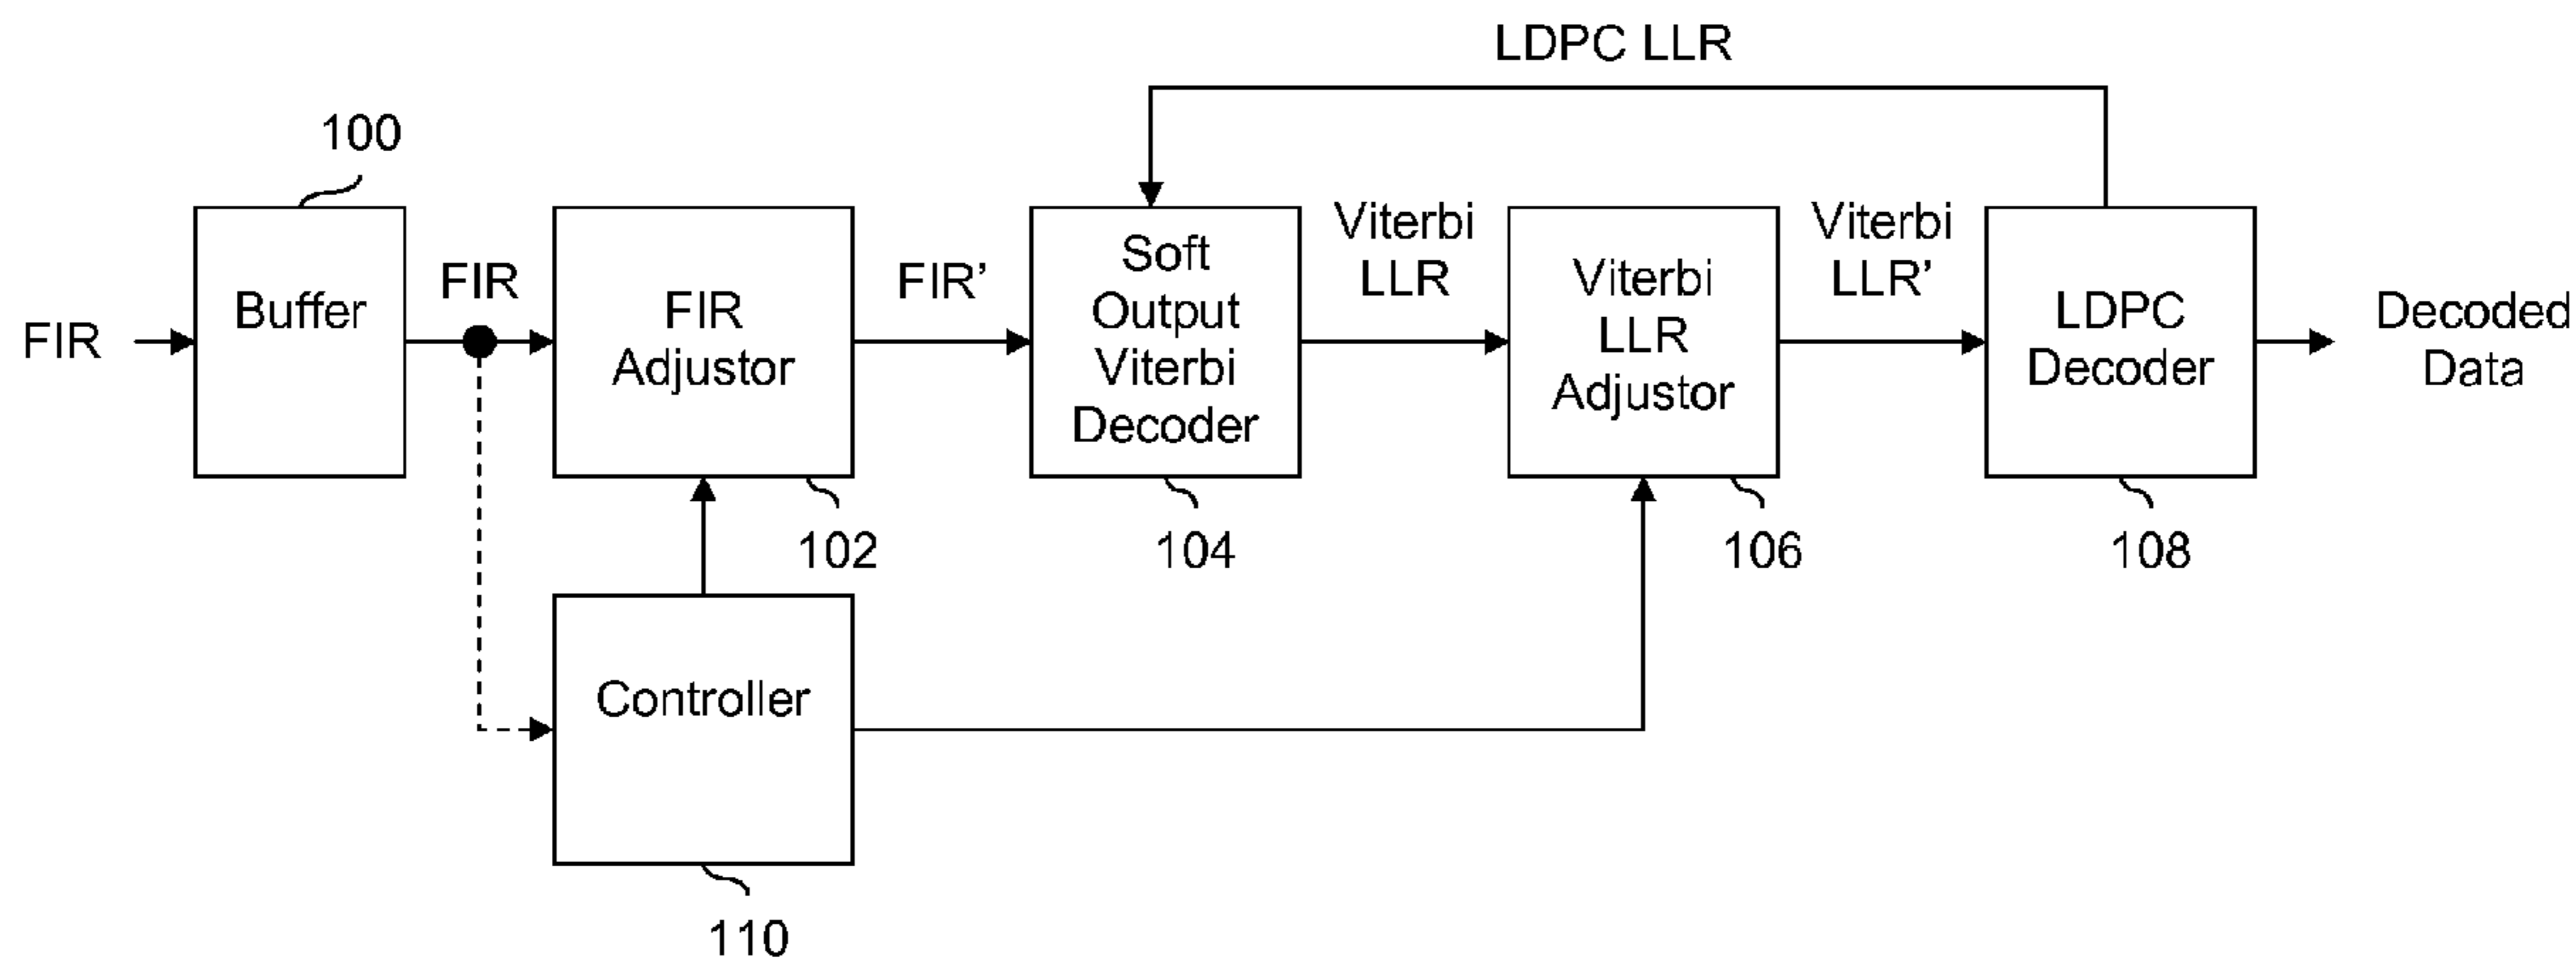 LDPC LLR
100
FIR
Buffer
FIR
FIR
Adjustor
FIR’
Soft
Output
Viterbi
Decoder
Viterbi
LLR
Viterbi
LLR
Adjustor
Viterbi
LLR’
LDPC
Decoder
Decoded
Data
102
104
106
108
Controller
110